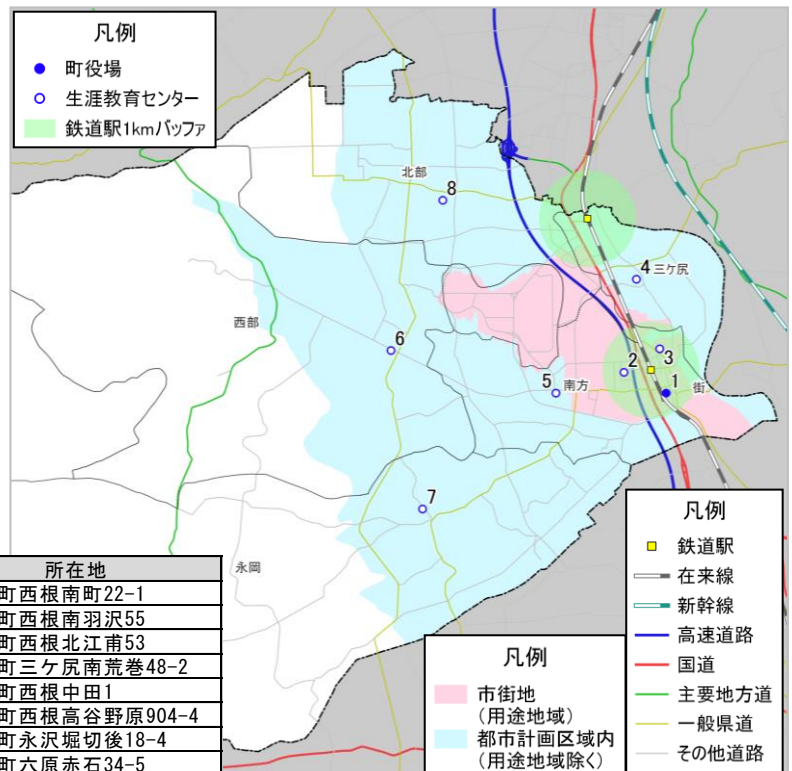 凡例
町役場
生涯教育センター
鉄道駅1kmバッファ
北部
8
4
三ケ尻
西部
6
3
2
5
南方
1
街
7
永岡
所在地
町西根南町22-1
町西根南羽沢55
町西根北江甫53
町三ケ尻南荒巻48-2
町西根中田1
町西根高谷野原904-4
町永沢堀切後18-4
町六原赤石34-5
凡例
市街地
(用途地域)
都市計画区域内
(用途地域除く)
凡例
鉄道駅
在来線
新幹線
高速道路
国道
主要地方道
一般県道
その他道路